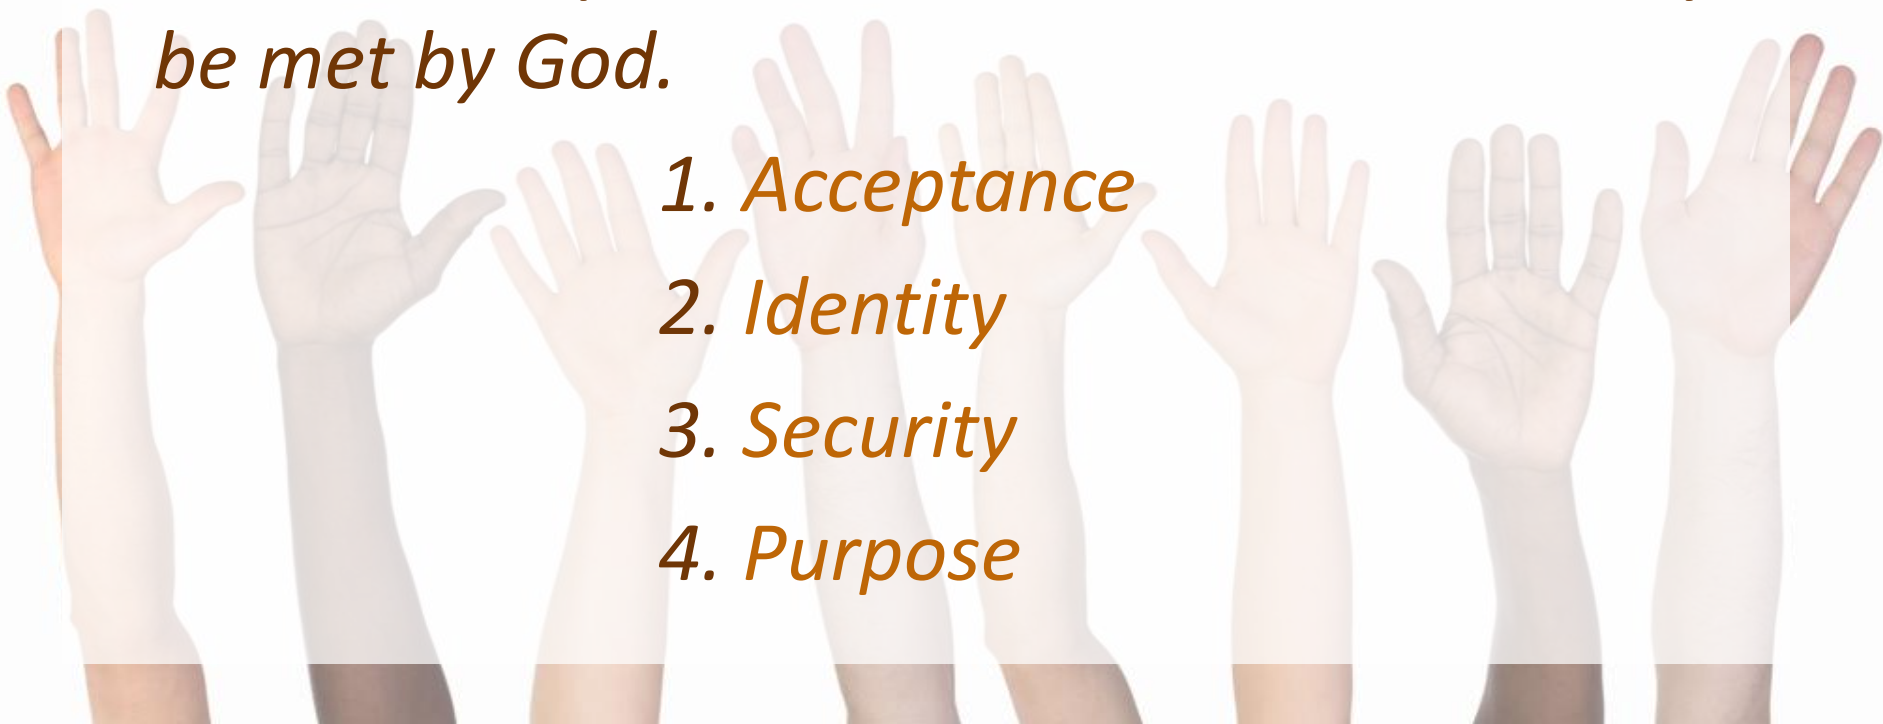 be met by God.
1. Acceptance
2. Identity
3. Security
4. Purpose